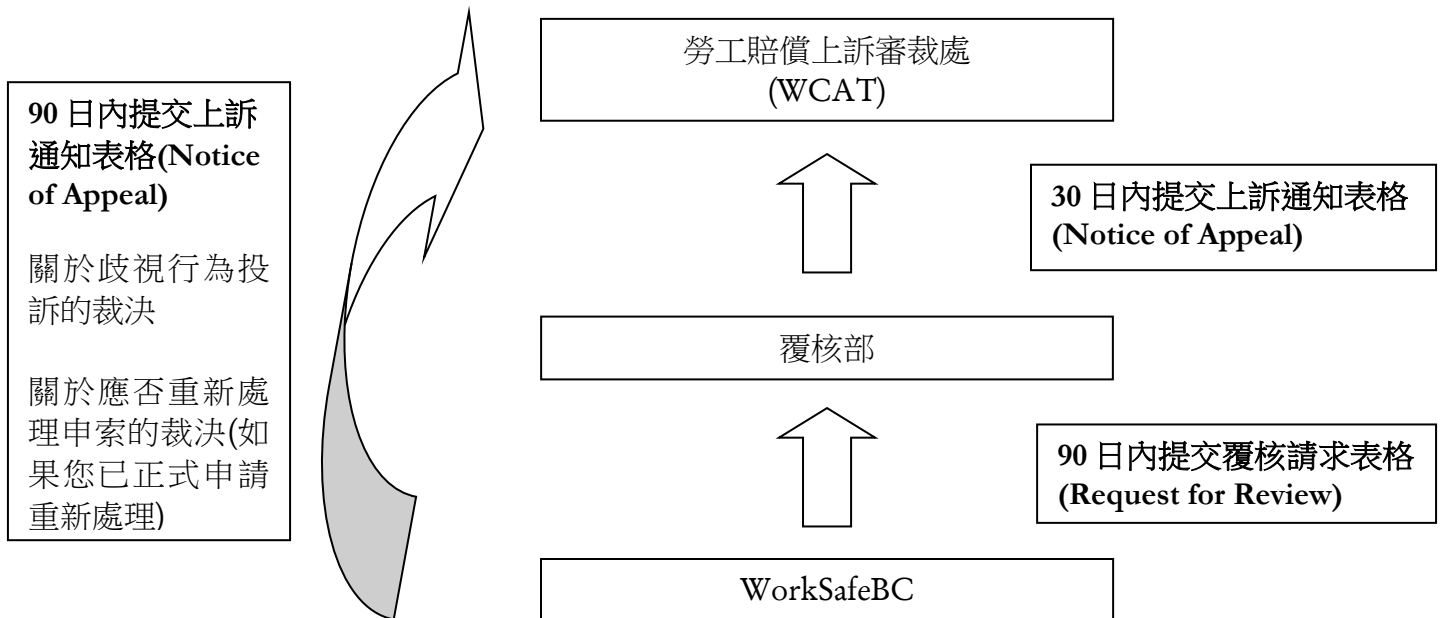 勞工賠償上訴審裁處
(WCAT)
90 日內提交上訴
通知表格(Notice
of Appeal)
關於歧視行為投
訴的裁決
關於應否重新處
理申索的裁決(如
果您已正式申請
重新處理)
30 日內提交上訴通知表格
(Notice of Appeal)
覆核部
90 日內提交覆核請求表格
(Request for Review)
WorkSafeBC